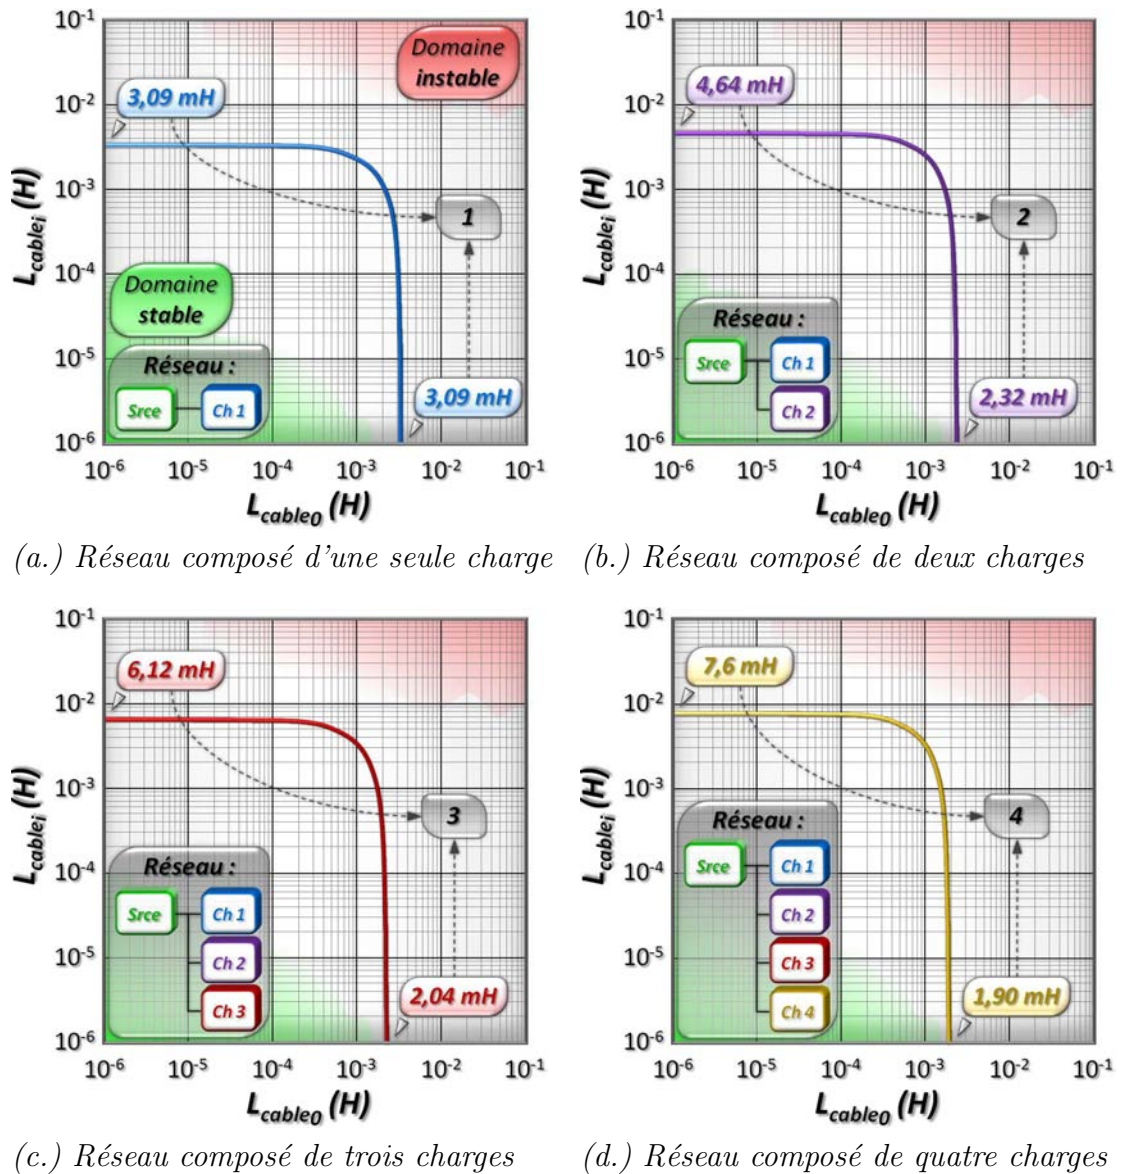 10⁻¹
10⁻²
10⁻³
10⁻⁴
10⁻⁵
10⁻⁶
L_cable_i (H)
Domaine
instable
3,09 mH
1
Domaine
stable
Réseau :
Srce
Ch 1
3,09 mH
10⁻⁶ 10⁻⁵ 10⁻⁴ 10⁻³ 10⁻² 10⁻¹
L_cable_0 (H)
(a.) Réseau composé d'une seule charge
10⁻¹
10⁻²
10⁻³
10⁻⁴
10⁻⁵
10⁻⁶
L_cable_i (H)
4,64 mH
2
Réseau :
Srce
Ch 1
Ch 2
2,32 mH
10⁻⁶ 10⁻⁵ 10⁻⁴ 10⁻³ 10⁻² 10⁻¹
L_cable_0 (H)
(b.) Réseau composé de deux charges
10⁻¹
10⁻²
10⁻³
10⁻⁴
10⁻⁵
10⁻⁶
L_cable_i (H)
6,12 mH
3
Réseau :
Srce
Ch 1
Ch 2
Ch 3
2,04 mH
10⁻⁶ 10⁻⁵ 10⁻⁴ 10⁻³ 10⁻² 10⁻¹
L_cable_0 (H)
(c.) Réseau composé de trois charges
10⁻¹
10⁻²
10⁻³
10⁻⁴
10⁻⁵
10⁻⁶
L_cable_i (H)
7,6 mH
4
Réseau :
Srce
Ch 1
Ch 2
Ch 3
Ch 4
1,90 mH
10⁻⁶ 10⁻⁵ 10⁻⁴ 10⁻³ 10⁻² 10⁻¹
L_cable_0 (H)
(d.) Réseau composé de quatre charges